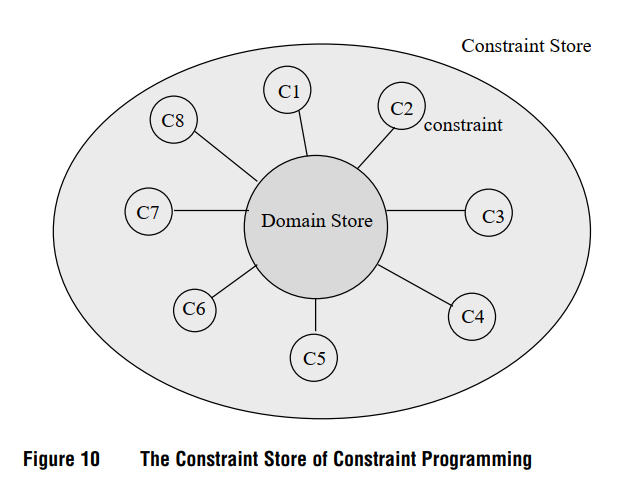 Constraint Store
C1
C2
constraint
C8
C7
Domain Store
C3
C6
C4
C5
Figure 10 The Constraint Store of Constraint Programming